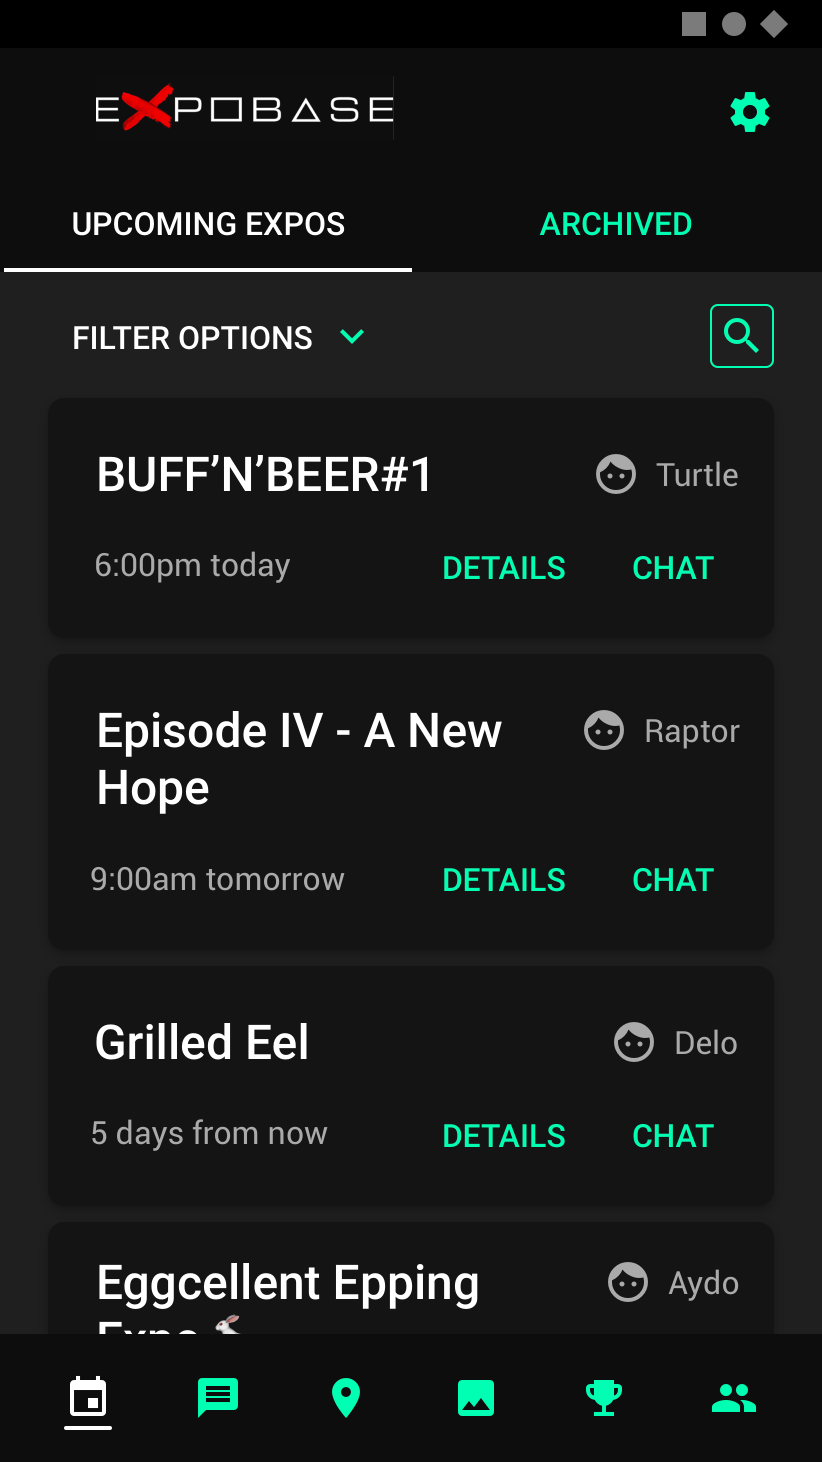 EXPOBASE
UPCOMING EXPOS
ARCHIVED
FILTER OPTIONS
BUFF’N’BEER#1
Turtle
6:00pm today
DETAILS
CHAT
Episode IV - A New
Hope
Raptor
9:00am tomorrow
DETAILS
CHAT
Grilled Eel
Delo
5 days from now
DETAILS
CHAT
Eggcellent Epping
Expo 🐇
Aydo